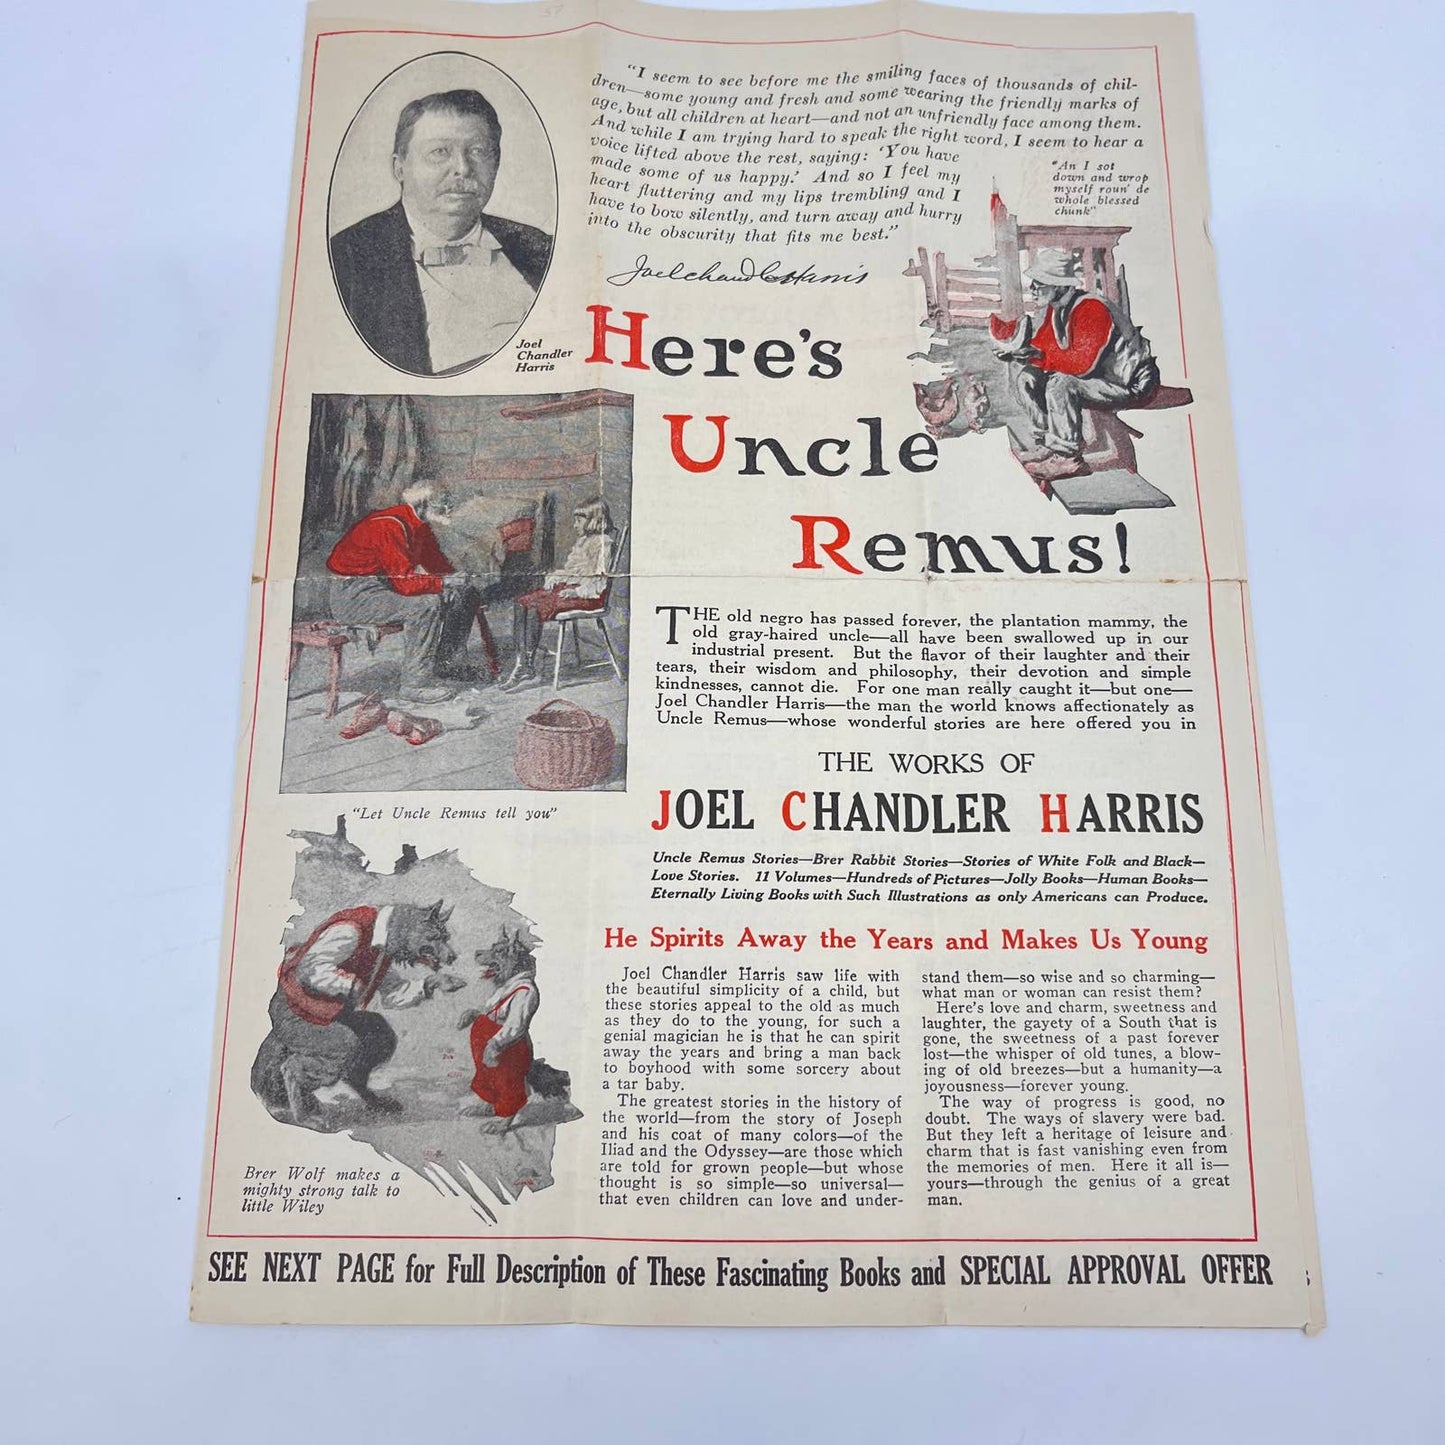 "I seem to see before me the smiling faces of thousands of chil-
dren—some young and fresh and some wearing the friendly marks of
age, but all children at heart—and not an unfriendly face among them.
And while I am trying hard to speak the right word, I seem to hear a
voice lifted above the rest, saying: 'You have
made some of us happy.' And so I feel my
heart fluttering and my lips trembling and I
have to bow silently, and turn away and hurry
into the obscurity that fits me best."
Joel Chandler Harris
Joel
Chandler
Harris
"An I sot
down and wrop
myself roun' de
whole blessed
chunk"
Here's
Uncle
Remus!
"Let Uncle Remus tell you"
THE old negro has passed forever, the plantation mammy, the
old gray-haired uncle—all have been swallowed up in our
industrial present. But the flavor of their laughter and their
tears, their wisdom and philosophy, their devotion and simple
kindnesses, cannot die. For one man really caught it—but one—
Joel Chandler Harris—the man the world knows affectionately as
Uncle Remus—whose wonderful stories are here offered you in
THE WORKS OF
JOEL CHANDLER HARRIS
Uncle Remus Stories—Brer Rabbit Stories—Stories of White Folk and Black—
Love Stories. 11 Volumes—Hundreds of Pictures—Jolly Books—Human Books—
Eternally Living Books with Such Illustrations as only Americans can Produce.
He Spirits Away the Years and Makes Us Young
Joel Chandler Harris saw life with
the beautiful simplicity of a child, but
these stories appeal to the old as much
as they do to the young, for such a
genial magician he is that he can spirit
away the years and bring a man back
to boyhood with some sorcery about
a tar baby.
The greatest stories in the history of
the world—from the story of Joseph
and his coat of many colors—of the
Iliad and the Odyssey—are those which
are told for grown people—but whose
thought is so simple—so universal—
that even children can love and under-
stand them—so wise and so charming—
what man or woman can resist them?
Here's love and charm, sweetness and
laughter, the gayety of a South that is
gone, the sweetness of a past forever
lost—the whisper of old tunes, a blow-
ing of old breezes—but a humanity—a
joyousness—forever young.
The way of progress is good, no
doubt. The ways of slavery were bad.
But they left a heritage of leisure and
charm that is fast vanishing even from
the memories of men. Here it all is—
yours—through the genius of a great
man.
Brer Wolf makes a
mighty strong talk to
little Wiley
SEE NEXT PAGE for Full Description of These Fascinating Books and SPECIAL APPROVAL OFFER